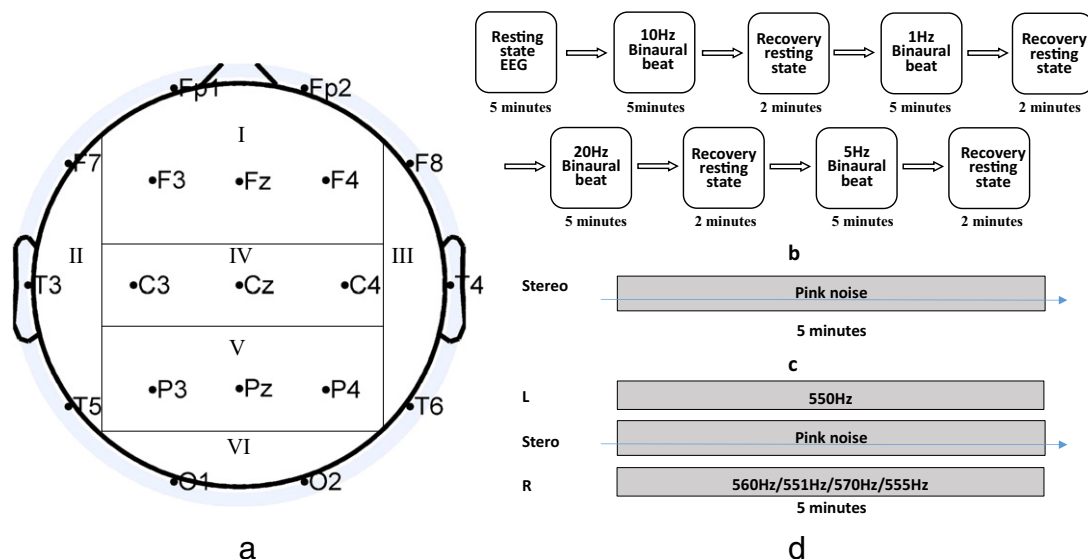 Fp1 Fp2
I
F7 F8
F3 Fz F4
II IV III
T3 C3 Cz C4 T4
V
P3 Pz P4
T5 T6
VI
O1 O2
a
Resting
state
EEG
5 minutes
10Hz
Binaural
beat
5minutes
Recovery
resting
state
2 minutes
1Hz
Binaural
beat
5 minutes
Recovery
resting
state
2 minutes
20Hz
Binaural
beat
5 minutes
Recovery
resting
state
2 minutes
5Hz
Binaural
beat
5 minutes
Recovery
resting
state
2 minutes
b
Stereo Pink noise
5 minutes
c
L 550Hz
Stero Pink noise
R 560Hz/551Hz/570Hz/555Hz
5 minutes
d